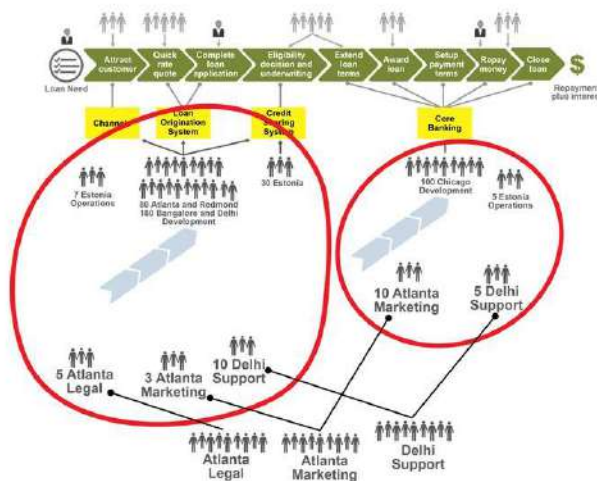 Attract
customer
Quick
rate
quote
Complete
loan
application
Eligibility
decision and
underwriting
Extend
loan
terms
Award
loan
Setup
payment
terms
Repay
money
Close
loan
$
Loan Need
Repayment
plus interest
Channels
Loan
Origination
System
Credit
Scoring
System
Core
Banking
7 Estonia
Operations
80 Atlanta and Redmond
180 Bangalore and Delhi
Development
30 Estonia
100 Chicago
Development
5 Estonia
Operations
10 Atlanta
Marketing
5 Delhi
Support
5 Atlanta
Legal
3 Atlanta
Marketing
10 Delhi
Support
Atlanta
Legal
Atlanta
Marketing
Delhi
Support